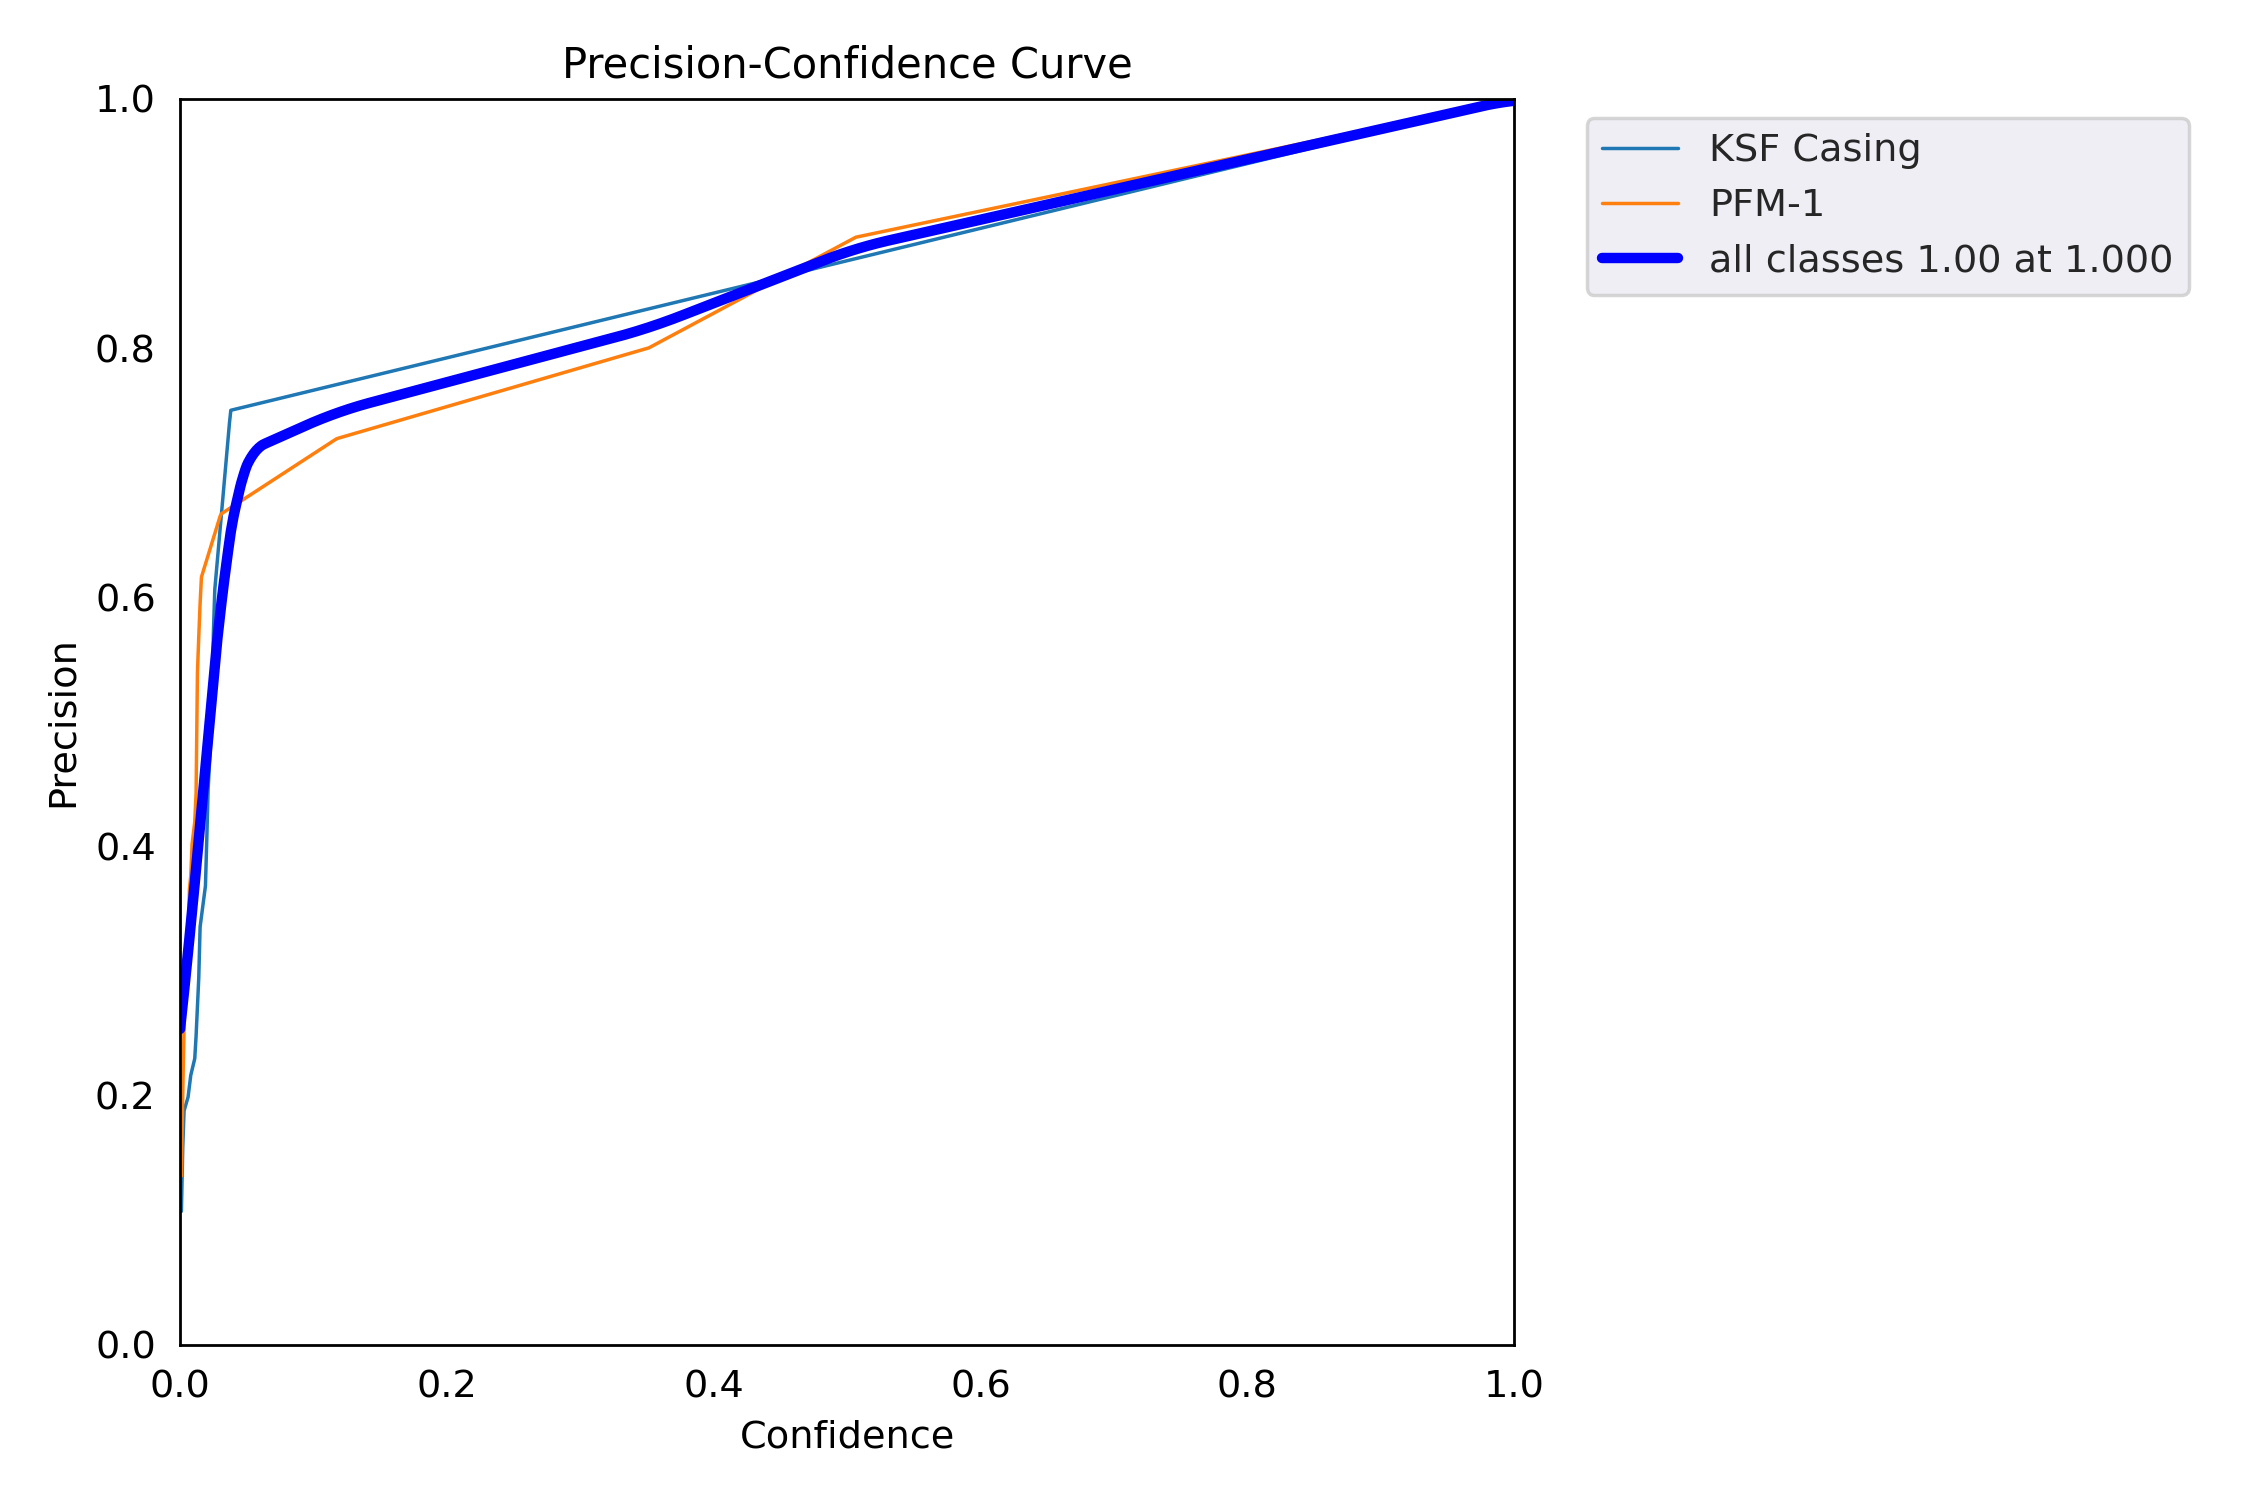 Precision-Confidence Curve
1.0
0.8
0.6
0.4
0.2
0.0
Precision
0.0 0.2 0.4 0.6 0.8 1.0
Confidence
KSF Casing
PFM-1
all classes 1.00 at 1.000